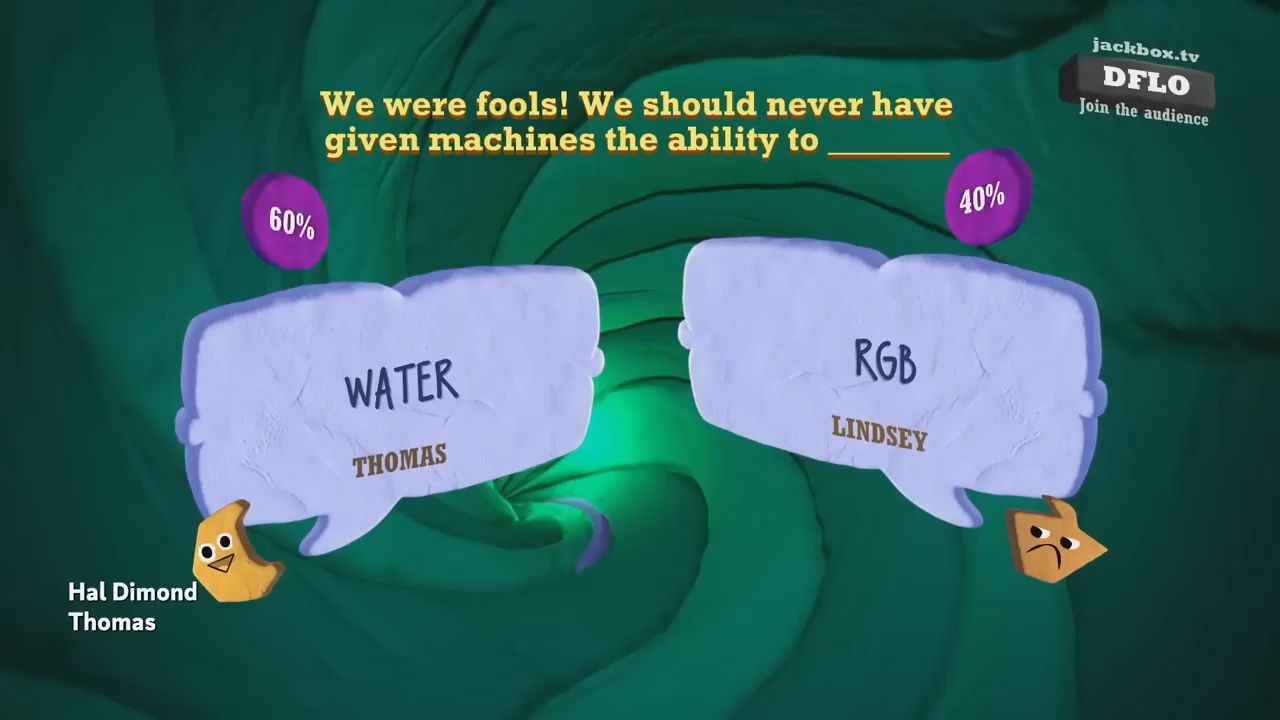 jackbox.tv
DFLO
Join the audience
We were fools! We should never have
given machines the ability to ________
60%
40%
WATER
THOMAS
RGB
LINDSEY
Hal Dimond
Thomas